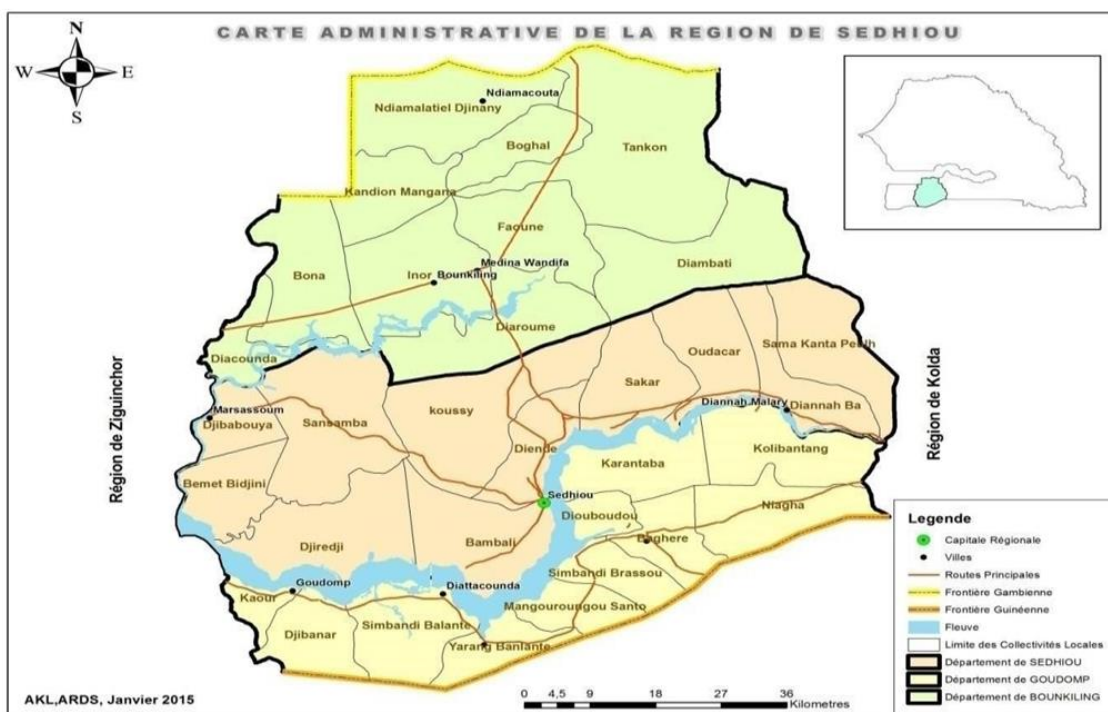 CARTE ADMINISTRATIVE DE LA REGION DE SEDHIOU
N
W
E
S
Ndiamacouta
Ndiamalatiel Djinany
Boghal
Tankon
Kandion Mangana
Faoune
Medina Wandifa
Diambati
Bona
Inor
Bounkiling
Diaroume
Diacounda
Oudacar
Sama Kanta Peulh
Sakar
Région de Ziguinchor
Région de Kolda
Marsassoum
Djibabouya
Sansamba
koussy
Diannah Malary
Diannah Ba
Diende
Kolibantang
Karantaba
Bemet Bidjini
Sedhiou
Niagha
Diouboudou
Djiredji
Bambali
Baghere
Simbandi Brassou
Goudomp
Diattacounda
Kaour
Mangouroungou Santo
Simbandi Balante
Djibanar
Yarang Banlante
Legende
Capitale Régionale
Villes
Routes Principales
Frontière Gambienne
Frontière Guinéenne
Fleuve
Limite des Collectivités Locales
Département de SEDHIOU
Département de GOUDOMP
Département de BOUNKILING
AKL,ARDS, Janvier 2015
0 4,5 9 18 27 36
Kilometres